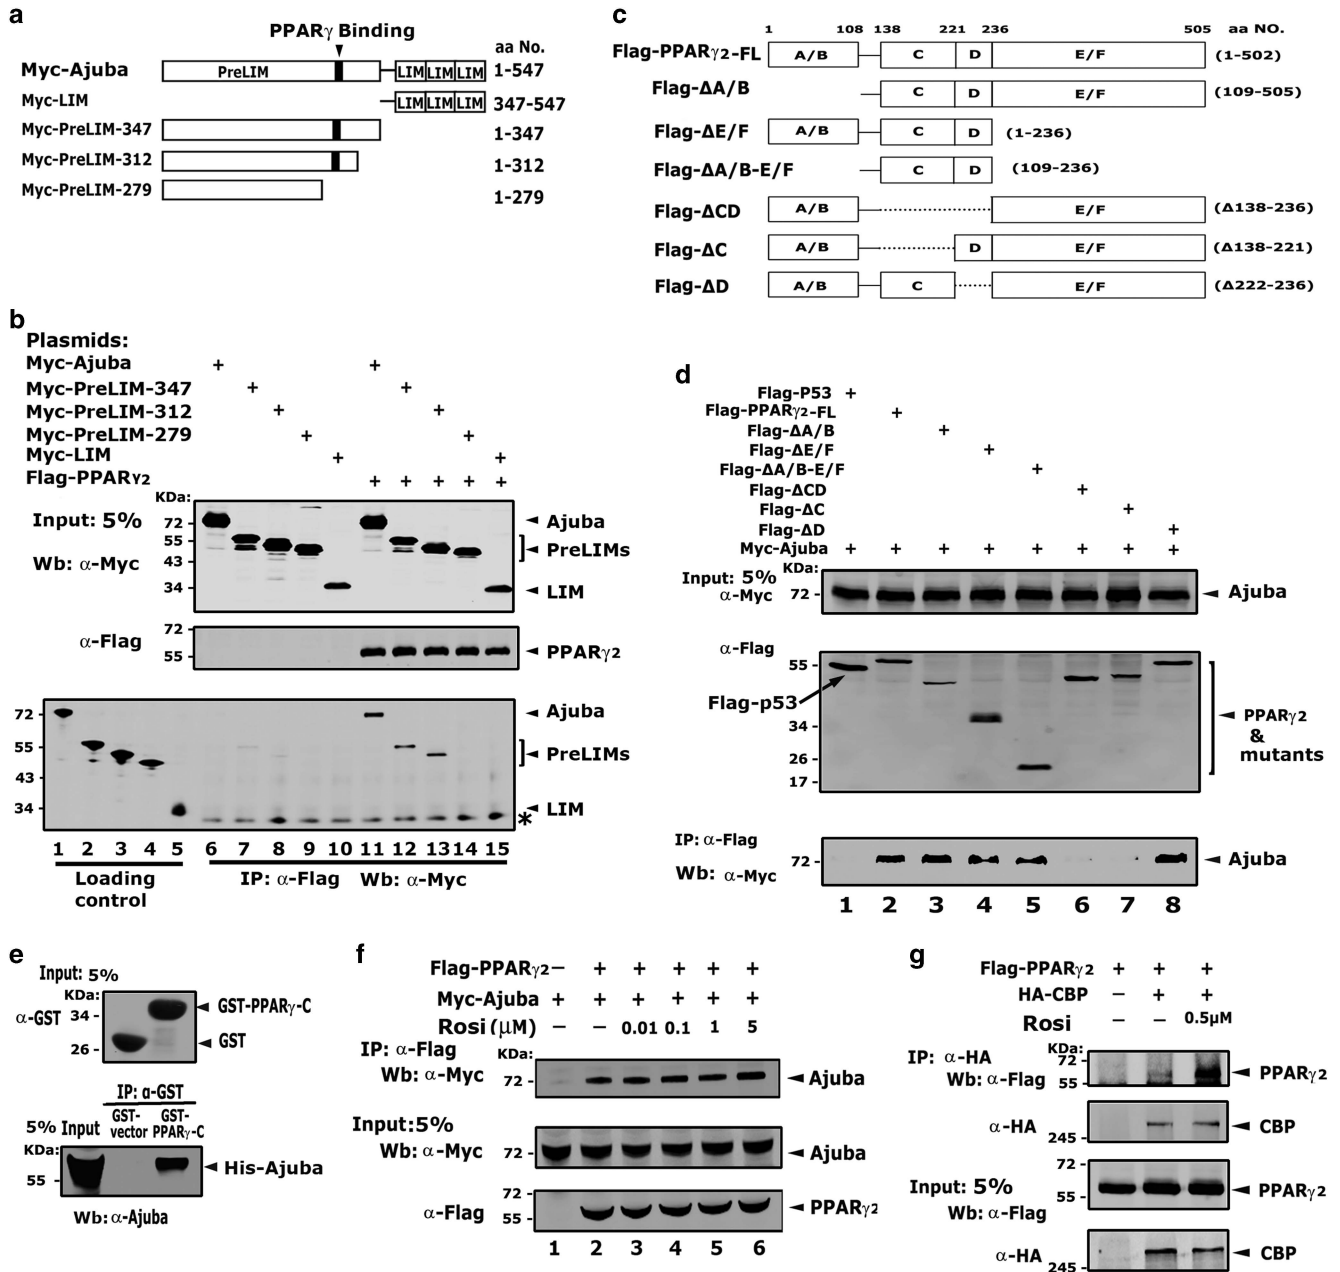 a
PPARγ Binding
aa No.
Myc-Ajuba PreLIM LIM LIM LIM 1-547
Myc-LIM LIM LIM LIM 347-547
Myc-PreLIM-347 1-347
Myc-PreLIM-312 1-312
Myc-PreLIM-279 1-279
c
1 108 138 221 236 505 aa NO.
Flag-PPARγ2-FL A/B C D E/F (1-502)
Flag-ΔA/B C D E/F (109-505)
Flag-ΔE/F A/B C D (1-236)
Flag-ΔA/B-E/F C D (109-236)
Flag-ΔCD A/B E/F (Δ138-236)
Flag-ΔC A/B D E/F (Δ138-221)
Flag-ΔD A/B C E/F (Δ222-236)
b
Plasmids:
Myc-Ajuba + +
Myc-PreLIM-347 + +
Myc-PreLIM-312 + +
Myc-PreLIM-279 + +
Myc-LIM + +
Flag-PPARγ2 + + + + +
KDa:
Input: 5%
Wb: α-Myc
72 -
55 -
43 -
34 -
Ajuba
PreLIMs
LIM
α-Flag
72 -
55 -
PPARγ2
72 -
55 -
43 -
34 -
Ajuba
PreLIMs
LIM
*
1 2 3 4 5 6 7 8 9 10 11 12 13 14 15
Loading control
IP: α-Flag Wb: α-Myc
d
Flag-P53 +
Flag-PPARγ2-FL +
Flag-ΔA/B +
Flag-ΔE/F +
Flag-ΔA/B-E/F +
Flag-ΔCD +
Flag-ΔC +
Flag-ΔD +
Myc-Ajuba + + + + + + + +
KDa:
Input: 5%
α-Myc 72 - Ajuba
α-Flag
55 -
Flag-p53
34 -
26 -
17 -
PPARγ2
&
mutants
IP: α-Flag
Wb: α-Myc
72 - Ajuba
1 2 3 4 5 6 7 8
e
Input: 5%
KDa:
α-GST
34 - GST-PPARγ-C
26 - GST
IP: α-GST
5% Input GST-vector GST-PPARγ-C
KDa:
55 - His-Ajuba
Wb: α-Ajuba
f
Flag-PPARγ2 – + + + + +
Myc-Ajuba + + + + + +
Rosi (μM) – – 0.01 0.1 1 5
IP: α-Flag
Wb: α-Myc
KDa:
72 - Ajuba
Input:5%
Wb: α-Myc
72 - Ajuba
α-Flag
72 -
55 -
PPARγ2
1 2 3 4 5 6
g
Flag-PPARγ2 + + +
HA-CBP – + +
Rosi – – 0.5μM
IP: α-HA
Wb: α-Flag
KDa:
72 -
55 -
PPARγ2
α-HA
245 -
CBP
Input: 5%
Wb: α-Flag
72 -
55 -
PPARγ2
α-HA
245 -
CBP